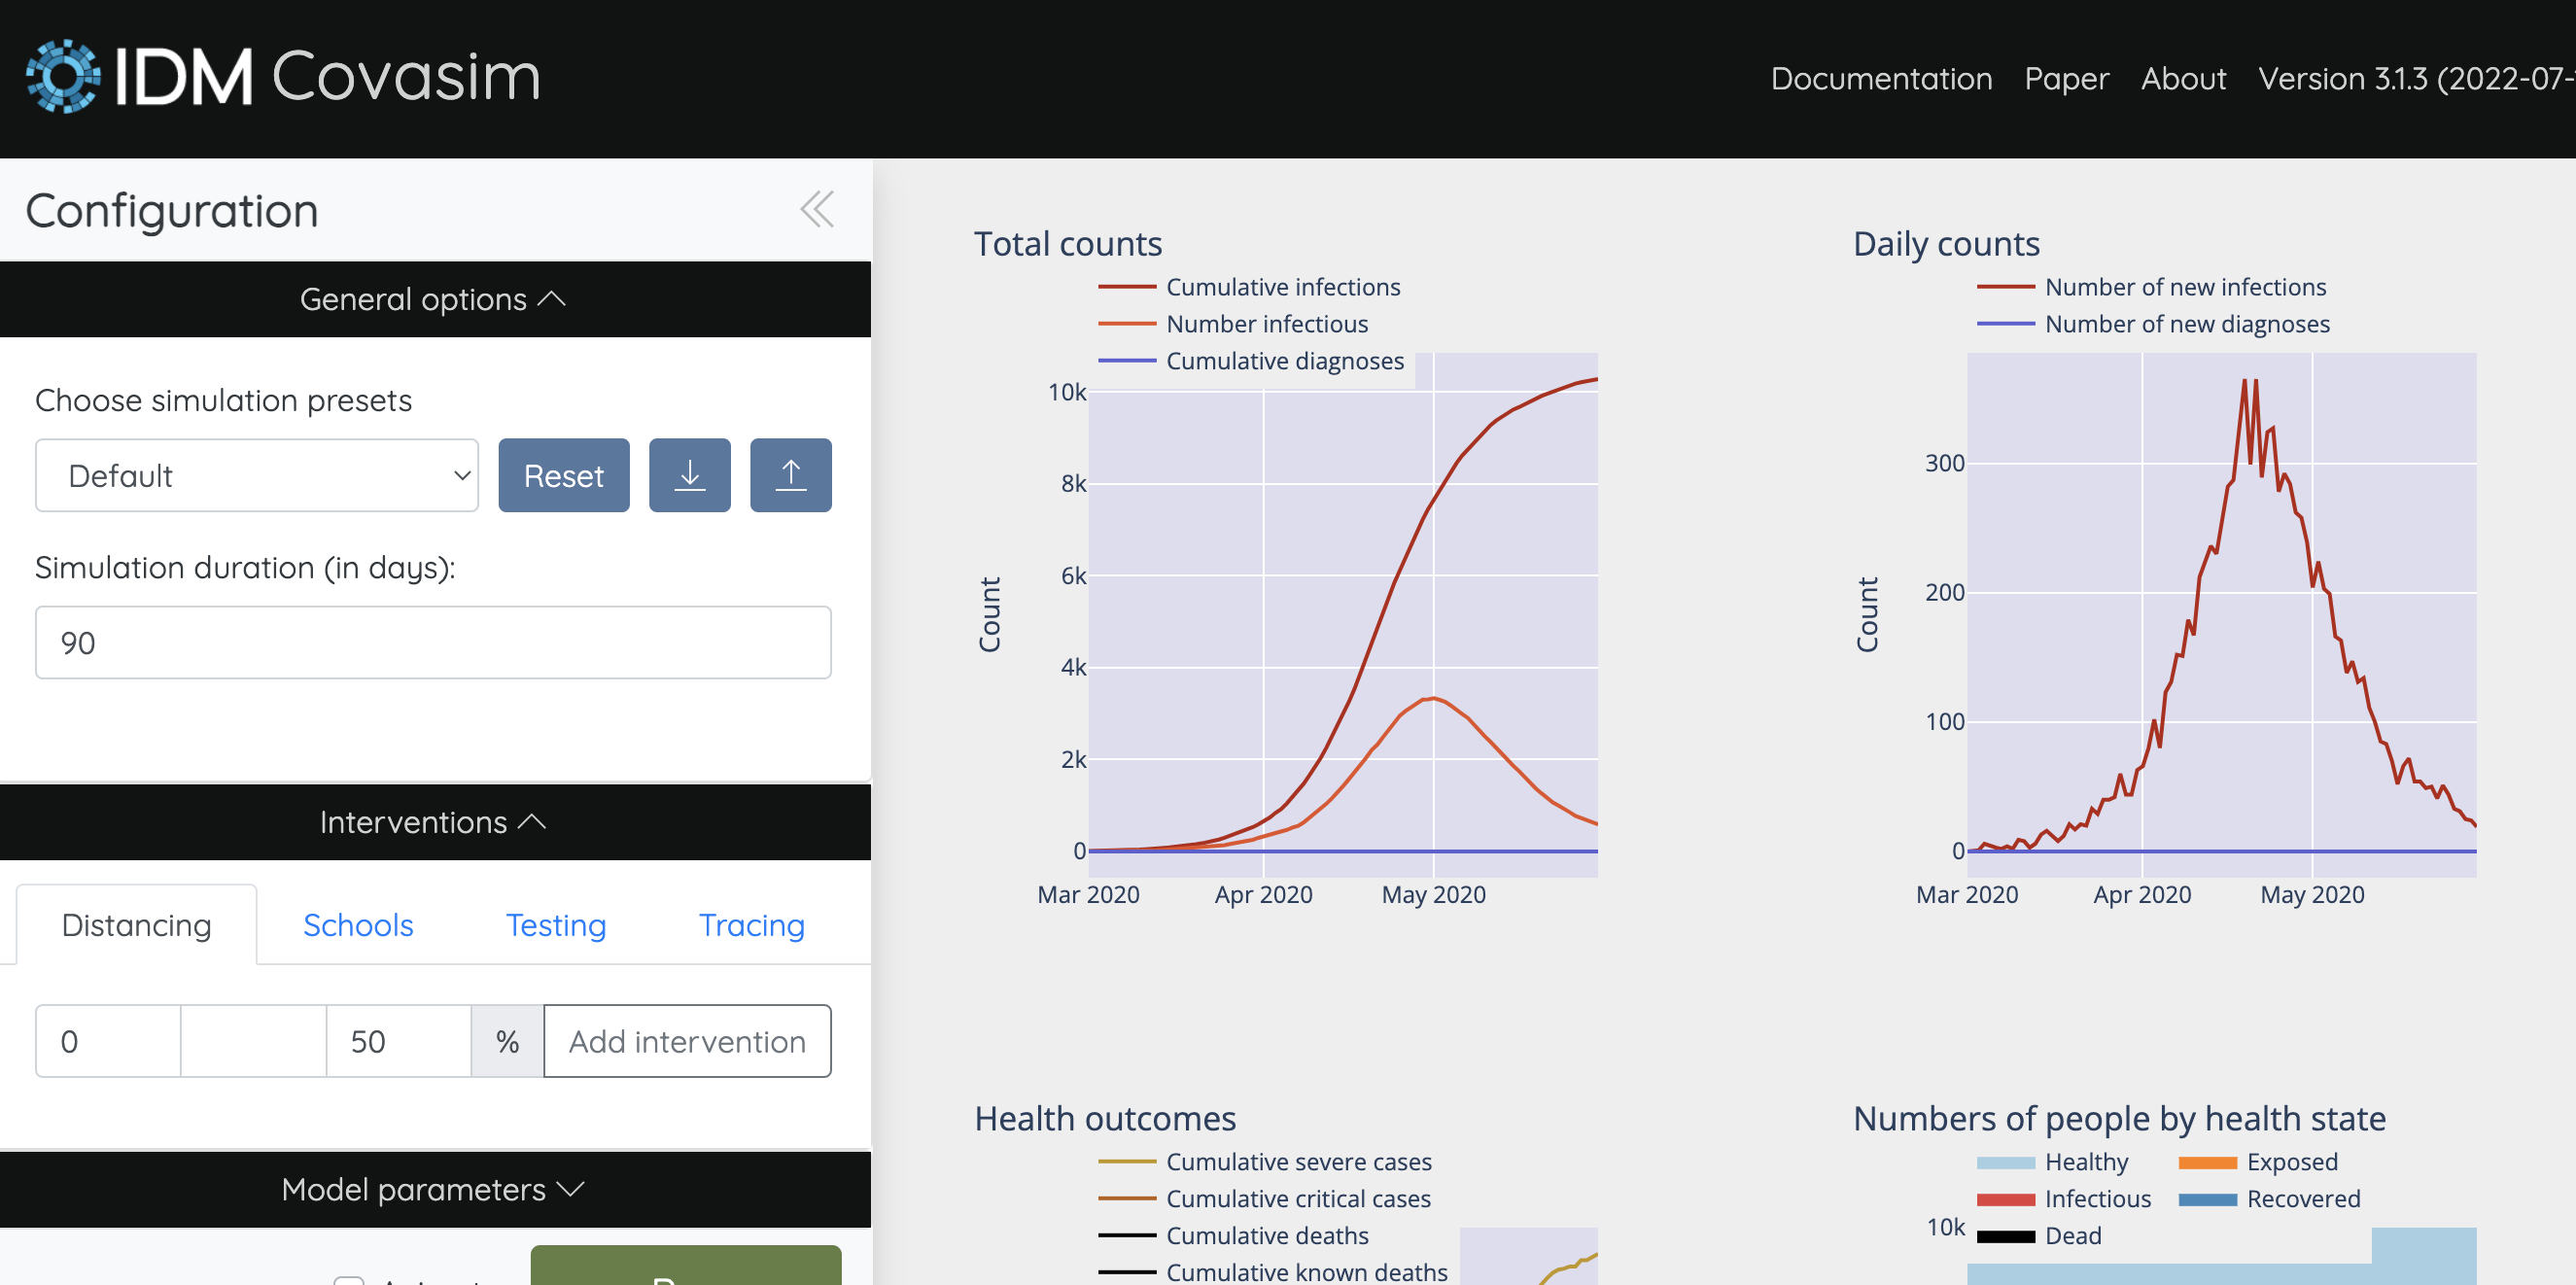 IDM Covasim
Documentation Paper About Version 3.1.3 (2022-07-
Configuration
General options
Choose simulation presets
Default
Reset
Simulation duration (in days):
90
Interventions
Distancing
Schools
Testing
Tracing
0
50
%
Add intervention
Model parameters
Total counts
Cumulative infections
Number infectious
Cumulative diagnoses
10k
8k
6k
4k
2k
0
Count
Mar 2020
Apr 2020
May 2020
Daily counts
Number of new infections
Number of new diagnoses
300
200
100
0
Count
Mar 2020
Apr 2020
May 2020
Health outcomes
Cumulative severe cases
Cumulative critical cases
Cumulative deaths
Cumulative known deaths
Numbers of people by health state
Healthy
Exposed
Infectious
Recovered
Dead
10k